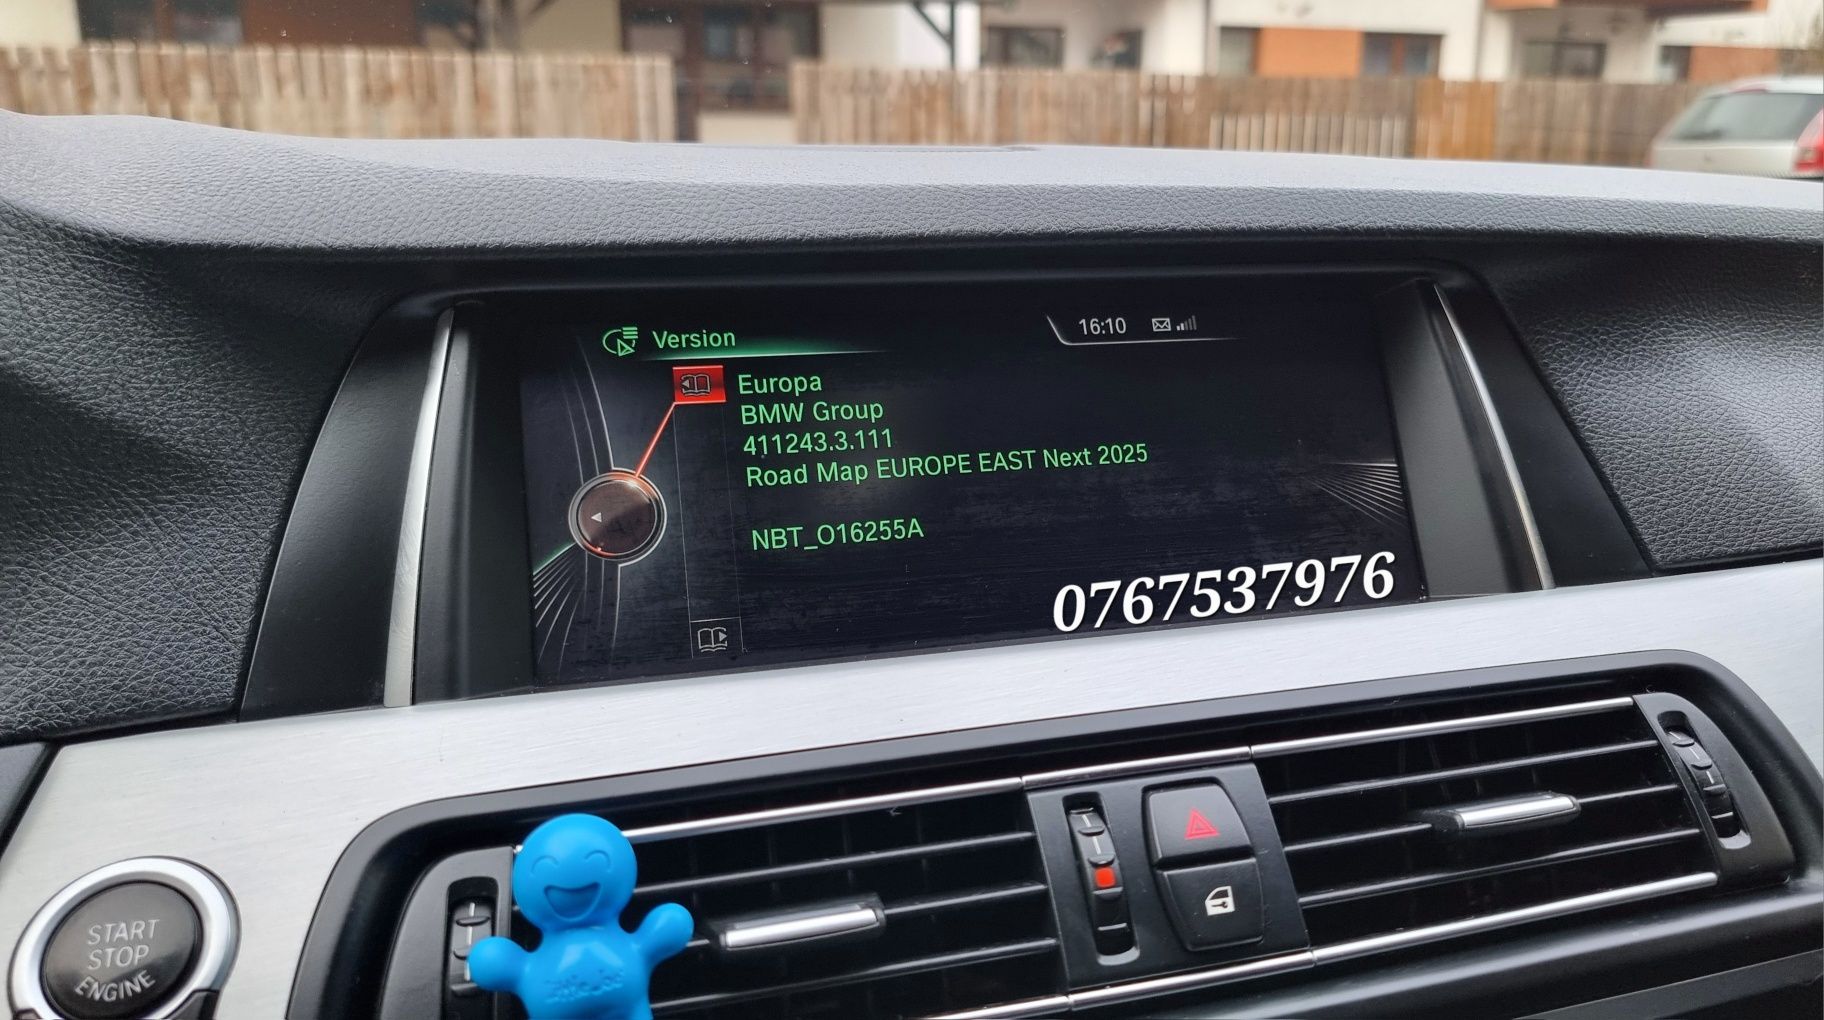 Version
16:10
Europa
BMW Group
411243.3.111
Road Map EUROPE EAST Next 2025
NBT_O16255A
0767537976
START
STOP
ENGINE